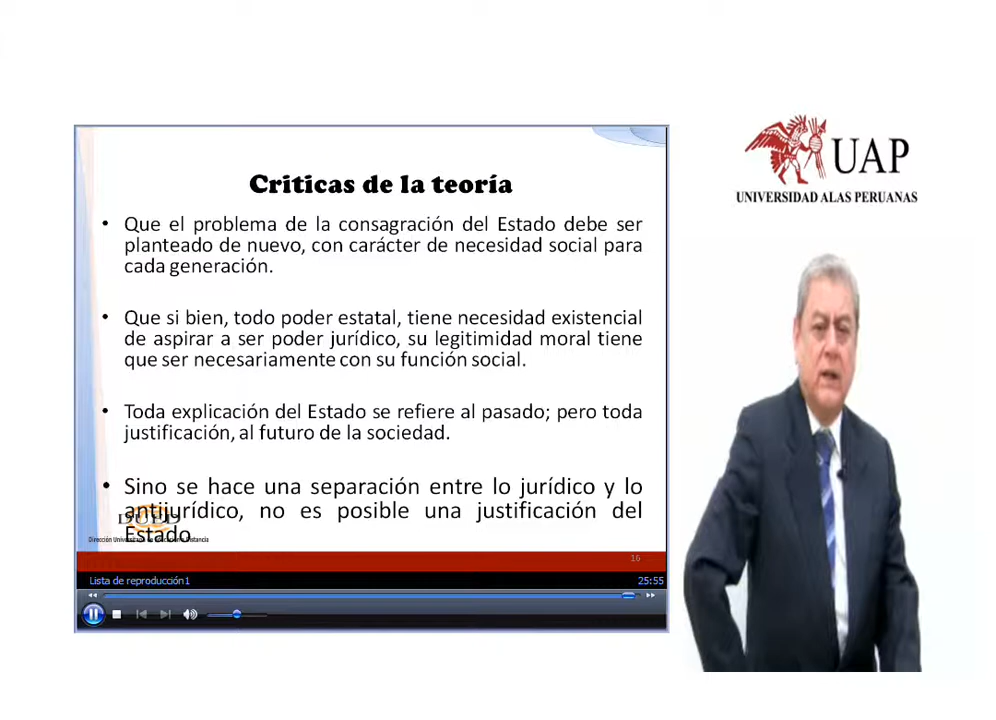 UAP
UNIVERSIDAD ALAS PERUANAS
Criticas de la teoría
• Que el problema de la consagración del Estado debe ser
planteado de nuevo, con carácter de necesidad social para
cada generación.
• Que si bien, todo poder estatal, tiene necesidad existencial
de aspirar a ser poder jurídico, su legitimidad moral tiene
que ser necesariamente con su función social.
• Toda explicación del Estado se refiere al pasado; pero toda
justificación, al futuro de la sociedad.
• Sino se hace una separación entre lo jurídico y lo
antijurídico, no es posible una justificación del
Estado
DUED
16
Lista de reproducción1
25:55